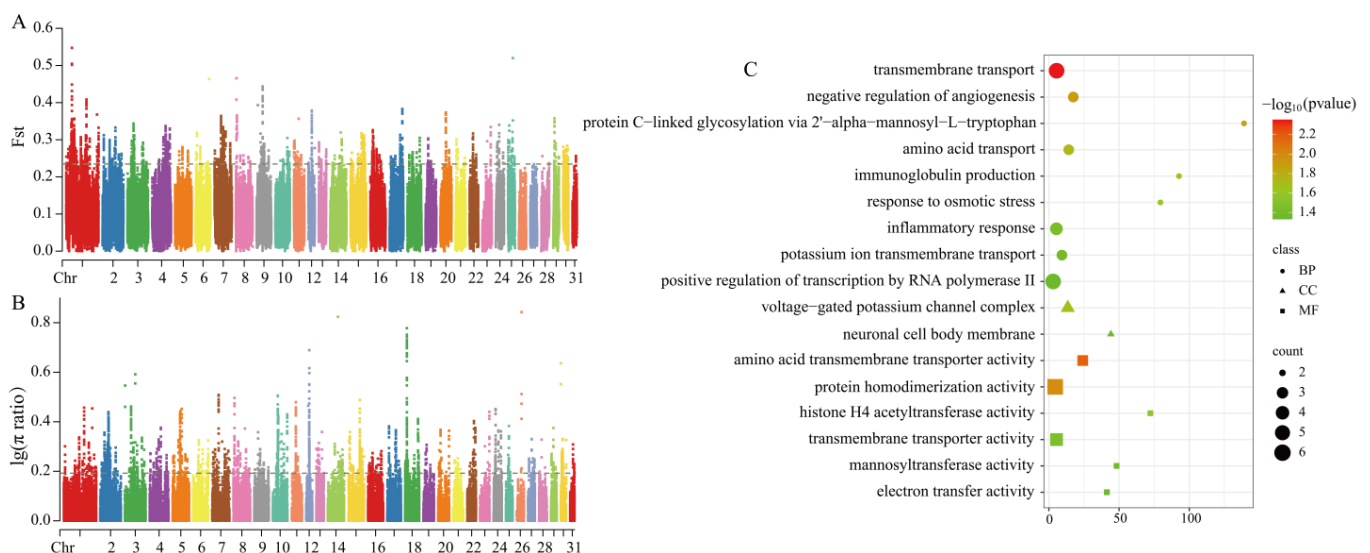 A
Fst
0.6
0.5
0.4
0.3
0.2
0.1
0.0
Chr 2 3 4 5 6 7 8 9 10 12 14 16 18 20 22 24 26 28 31
B
lg(π ratio)
0.8
0.6
0.4
0.2
0.0
Chr 2 3 4 5 6 7 8 9 10 12 14 16 18 20 22 24 26 28 31
C
transmembrane transport
negative regulation of angiogenesis
protein C−linked glycosylation via 2'−alpha−mannosyl−L−tryptophan
amino acid transport
immunoglobulin production
response to osmotic stress
inflammatory response
potassium ion transmembrane transport
positive regulation of transcription by RNA polymerase II
voltage−gated potassium channel complex
neuronal cell body membrane
amino acid transmembrane transporter activity
protein homodimerization activity
histone H4 acetyltransferase activity
transmembrane transporter activity
mannosyltransferase activity
electron transfer activity
0 50 100
−log10(pvalue)
2.2
2.0
1.8
1.6
1.4
class
BP
CC
MF
count
2
3
4
5
6